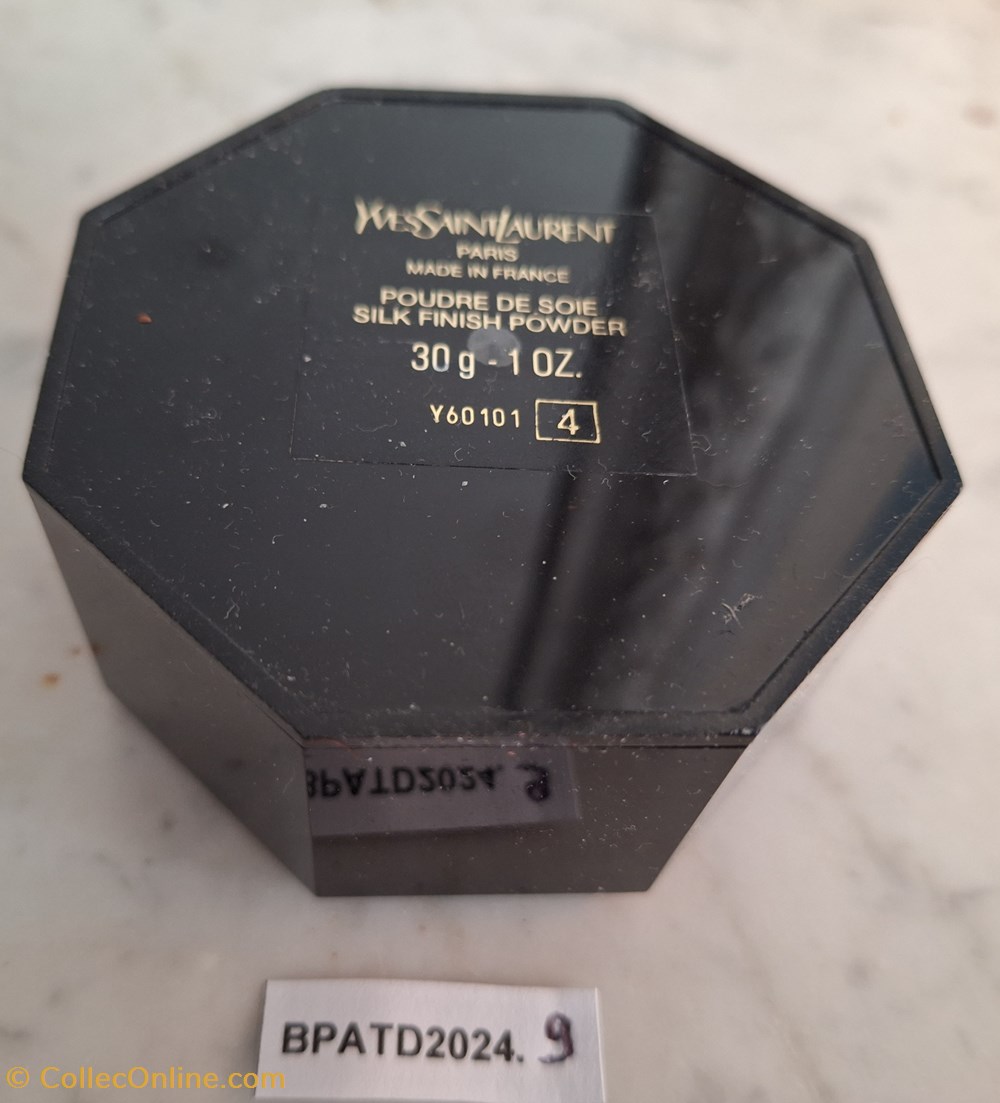 YVESSAINTLAURENT
PARIS
MADE IN FRANCE
POUDRE DE SOIE
SILK FINISH POWDER
30 g - 1 OZ.
Y60101 4
BPATD2024. 9
BPATD2024. 9
© CollecOnline.com